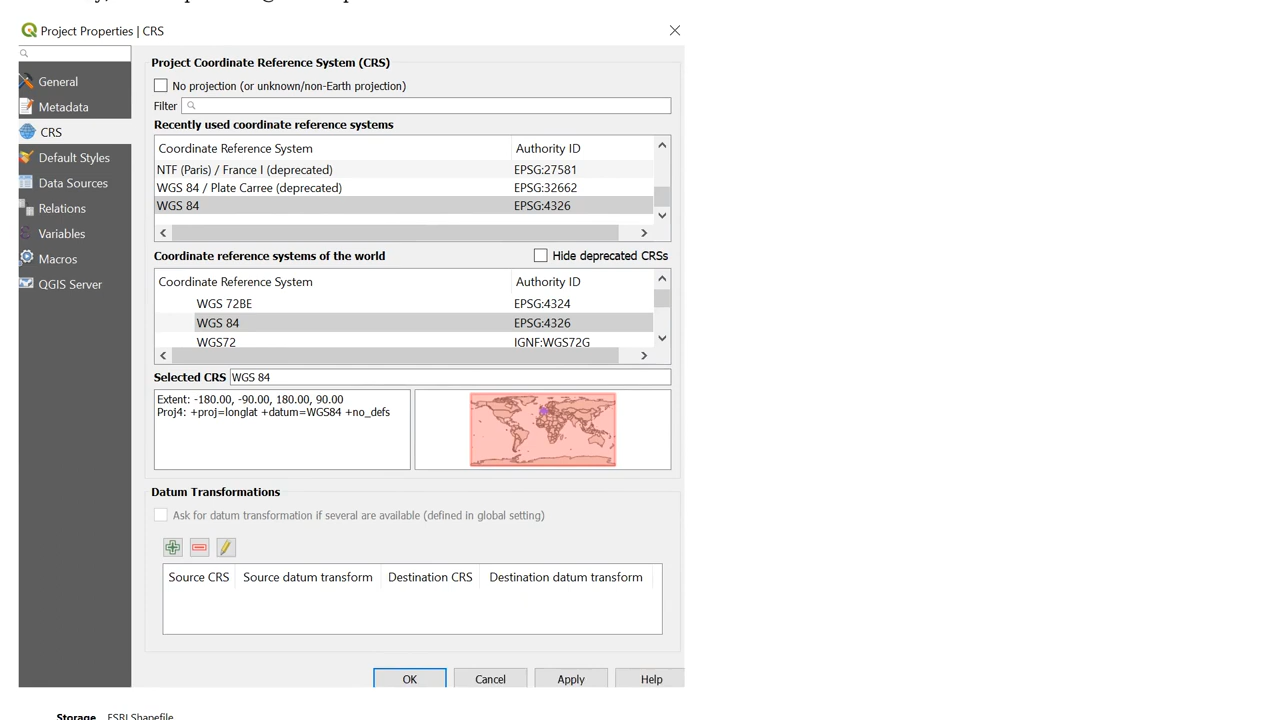 Project Properties | CRS
General
Metadata
CRS
Default Styles
Data Sources
Relations
Variables
Macros
QGIS Server
Project Coordinate Reference System (CRS)
No projection (or unknown/non-Earth projection)
Filter
Recently used coordinate reference systems
Coordinate Reference System Authority ID
NTF (Paris) / France I (deprecated) EPSG:27581
WGS 84 / Plate Carree (deprecated) EPSG:32662
WGS 84 EPSG:4326
Coordinate reference systems of the world Hide deprecated CRSs
Coordinate Reference System Authority ID
WGS 72BE EPSG:4324
WGS 84 EPSG:4326
WGS72 IGNF:WGS72G
Selected CRS WGS 84
Extent: -180.00, -90.00, 180.00, 90.00
Proj4: +proj=longlat +datum=WGS84 +no_defs
Datum Transformations
Ask for datum transformation if several are available (defined in global setting)
Source CRS Source datum transform Destination CRS Destination datum transform
OK Cancel Apply Help
Storage ESRI Shapefile